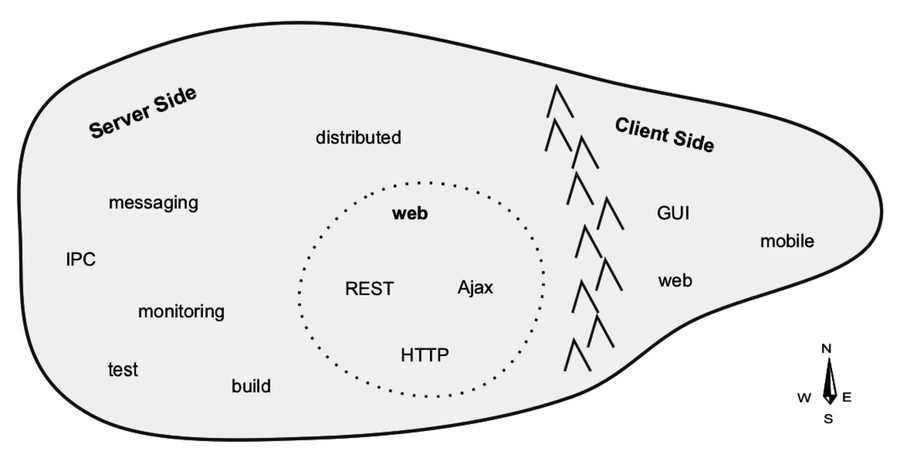 Server Side
distributed
Client Side
messaging
web
GUI
mobile
IPC
REST
Ajax
web
monitoring
HTTP
test
build
N
W
E
S